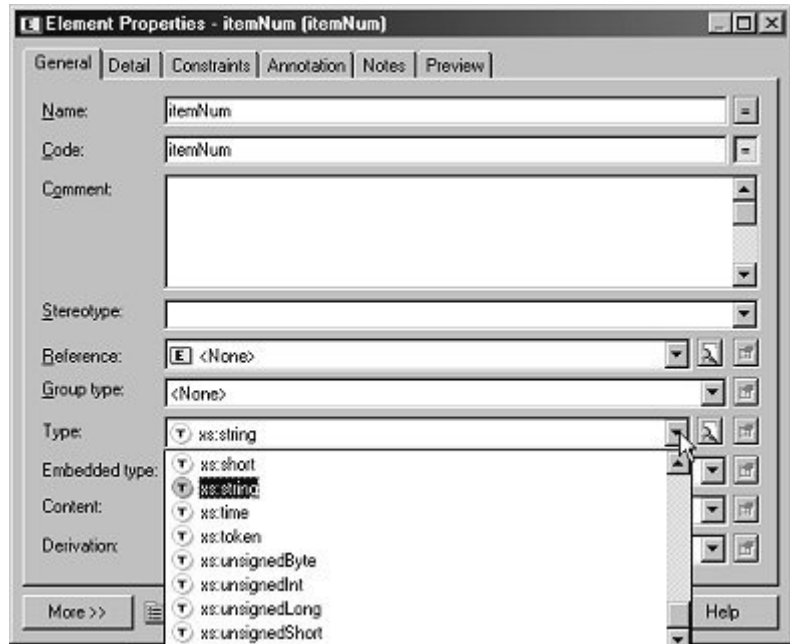 Element Properties - itemNum (itemNum)
General Detail Constraints Annotation Notes Preview
Name: itemNum =
Code: itemNum =
Comment:
Stereotype:
Reference: E <None>
Group type: <None>
Type: T xs:string
T xs:short
Embedded type: T xs:string
Content: T xs:time
T xs:token
Derivation: T xs:unsignedByte
T xs:unsignedInt
T xs:unsignedLong
T xs:unsignedShort
More >> Help